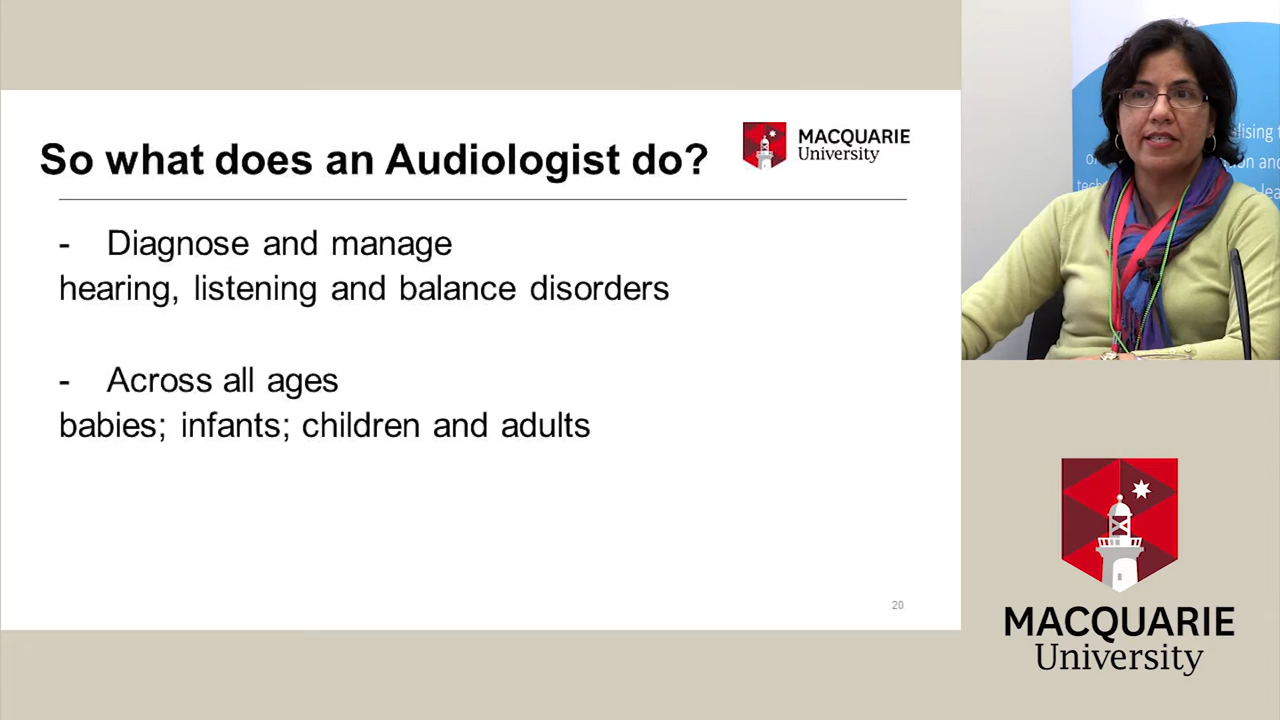 So what does an Audiologist do?
MACQUARIE
University
- Diagnose and manage
hearing, listening and balance disorders
- Across all ages
babies; infants; children and adults
20
MACQUARIE
University